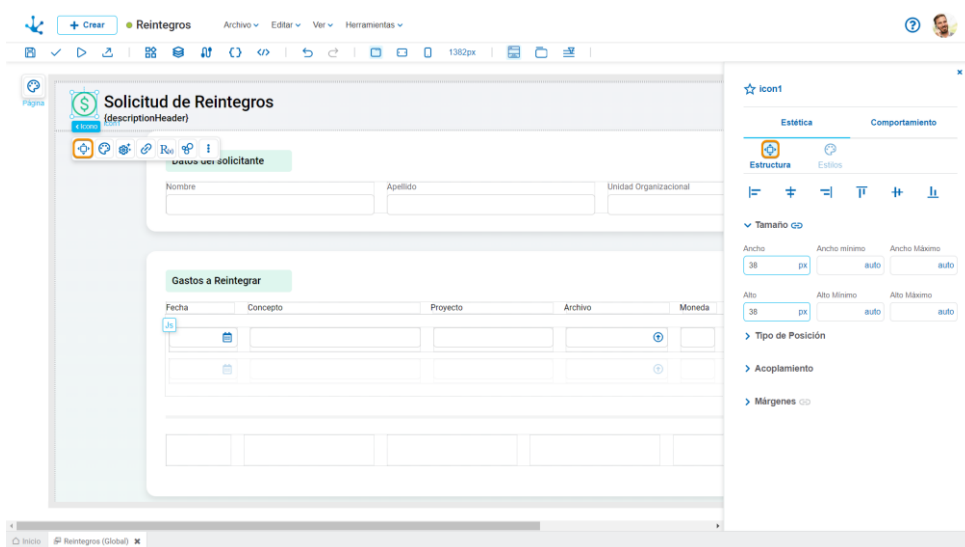 + Crear
Reintegros
Archivo
Editar
Ver
Herramientas
1382px
Página
Solicitud de Reintegros
{descriptionHeader}
Icono
Datos del solicitante
Nombre
Apellido
Unidad Organizacional
Gastos a Reintegrar
Fecha
Concepto
Proyecto
Archivo
Moneda
Js
icon1
Estética
Comportamiento
Estructura
Estilos
Tamaño
Ancho
Ancho mínimo
Ancho Máximo
38 px
auto
auto
Alto
Alto Mínimo
Alto Máximo
38 px
auto
auto
Tipo de Posición
Acoplamiento
Márgenes
Inicio
Reintegros (Global)